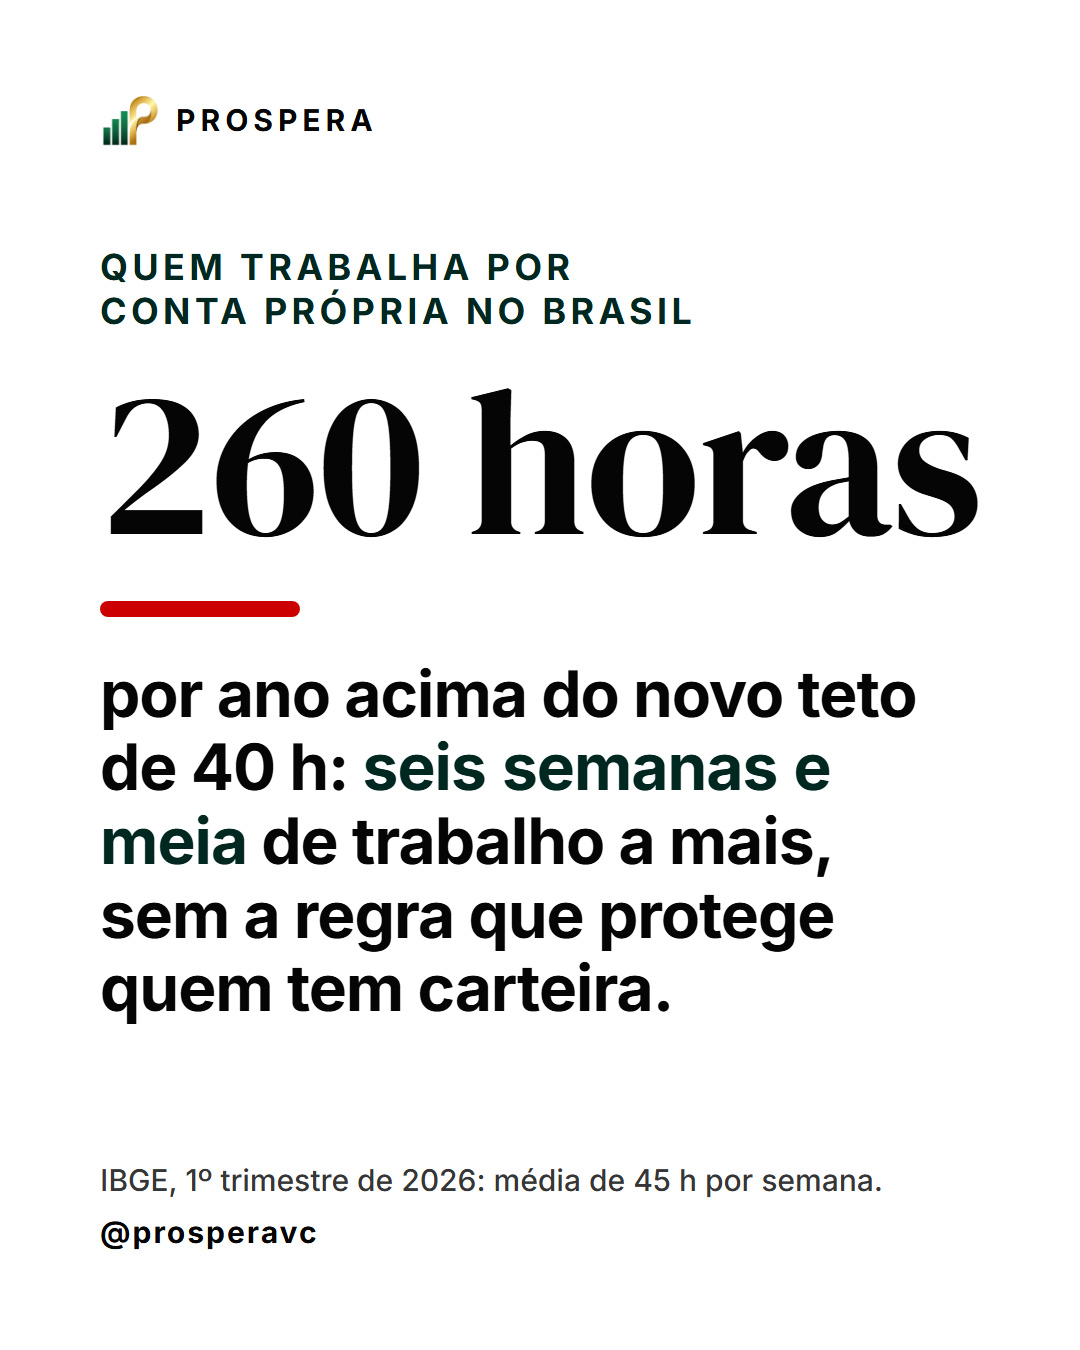 PROSPERA
QUEM TRABALHA POR
CONTA PRÓPRIA NO BRASIL
260 horas
por ano acima do novo teto
de 40 h: seis semanas e
meia de trabalho a mais,
sem a regra que protege
quem tem carteira.
IBGE, 1º trimestre de 2026: média de 45 h por semana.
@prosperavc